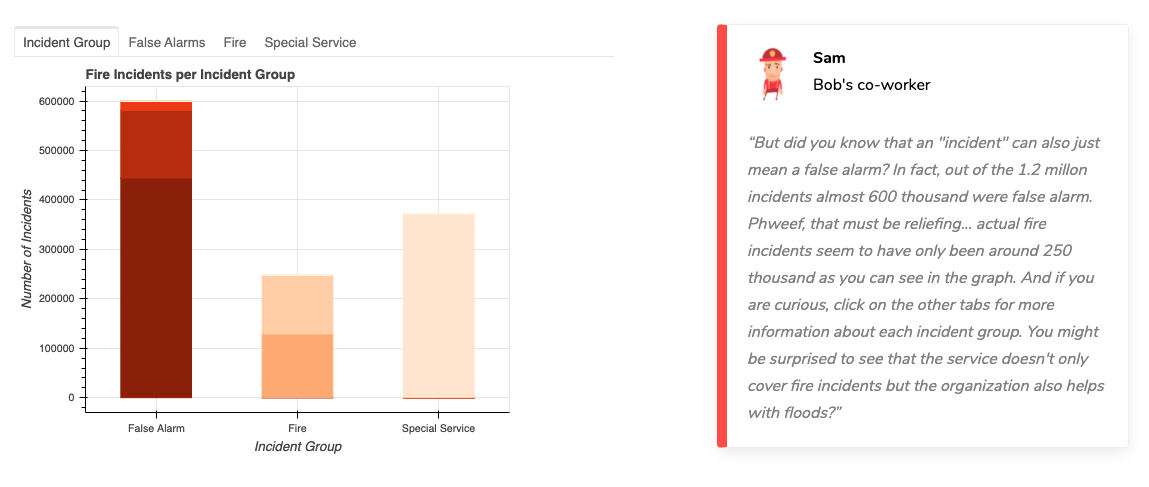 Incident Group False Alarms Fire Special Service
Fire Incidents per Incident Group
600000
500000
400000
300000
200000
100000
0
Number of Incidents
False Alarm Fire Special Service
Incident Group
Sam
Bob's co-worker
“But did you know that an "incident" can also just
mean a false alarm? In fact, out of the 1.2 millon
incidents almost 600 thousand were false alarm.
Phweef, that must be reliefing... actual fire
incidents seem to have only been around 250
thousand as you can see in the graph. And if you
are curious, click on the other tabs for more
information about each incident group. You might
be surprised to see that the service doesn't only
cover fire incidents but the organization also helps
with floods?”